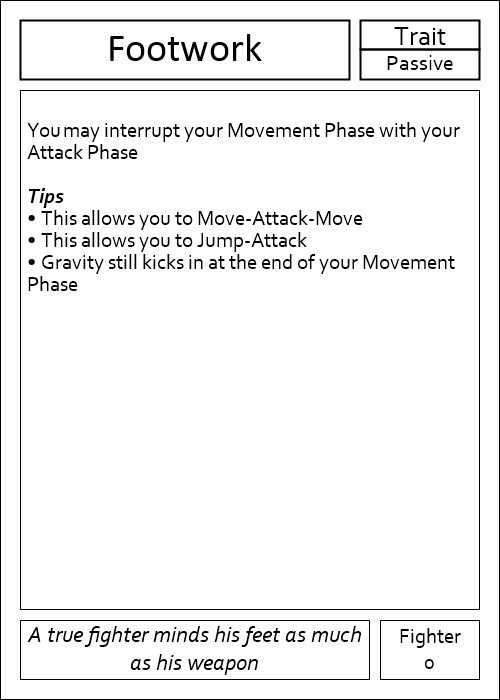 Footwork
Trait
Passive
You may interrupt your Movement Phase with your
Attack Phase
Tips
• This allows you to Move-Attack-Move
• This allows you to Jump-Attack
• Gravity still kicks in at the end of your Movement
Phase
A true fighter minds his feet as much
as his weapon
Fighter
0